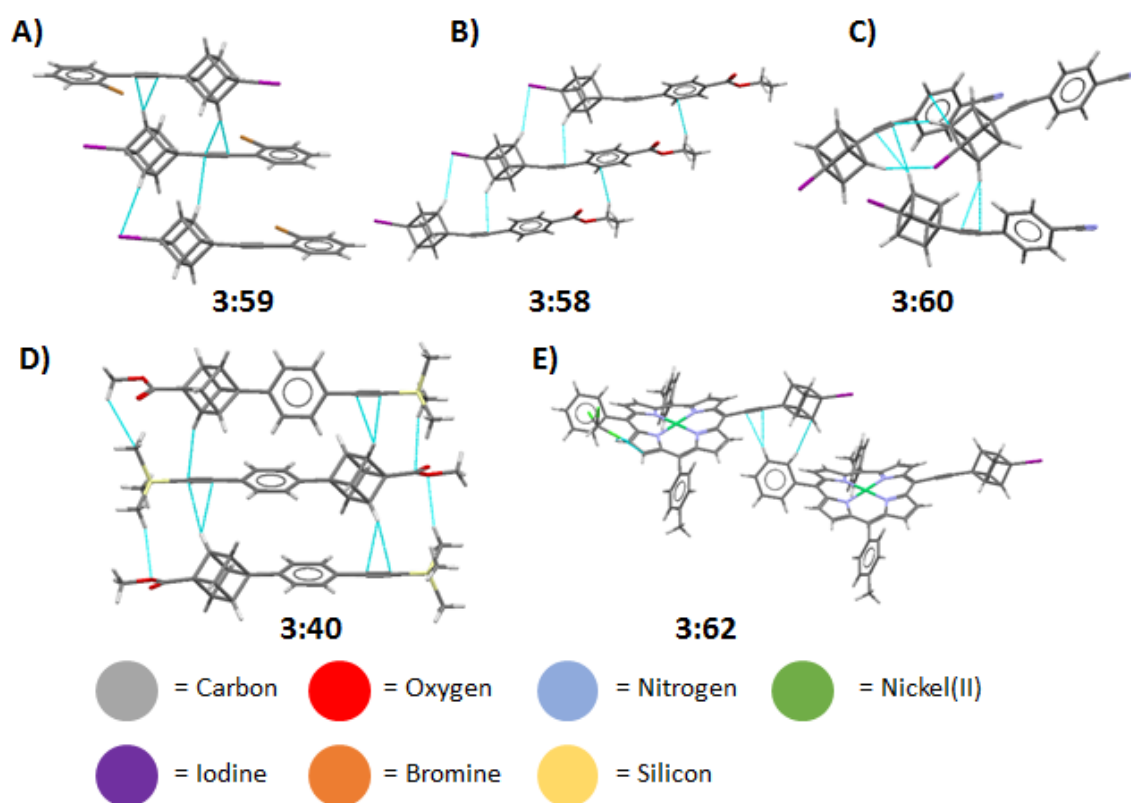 A)
B)
C)
3:59
3:58
3:60
D)
E)
3:40
3:62
= Carbon
= Oxygen
= Nitrogen
= Nickel(II)
= Iodine
= Bromine
= Silicon